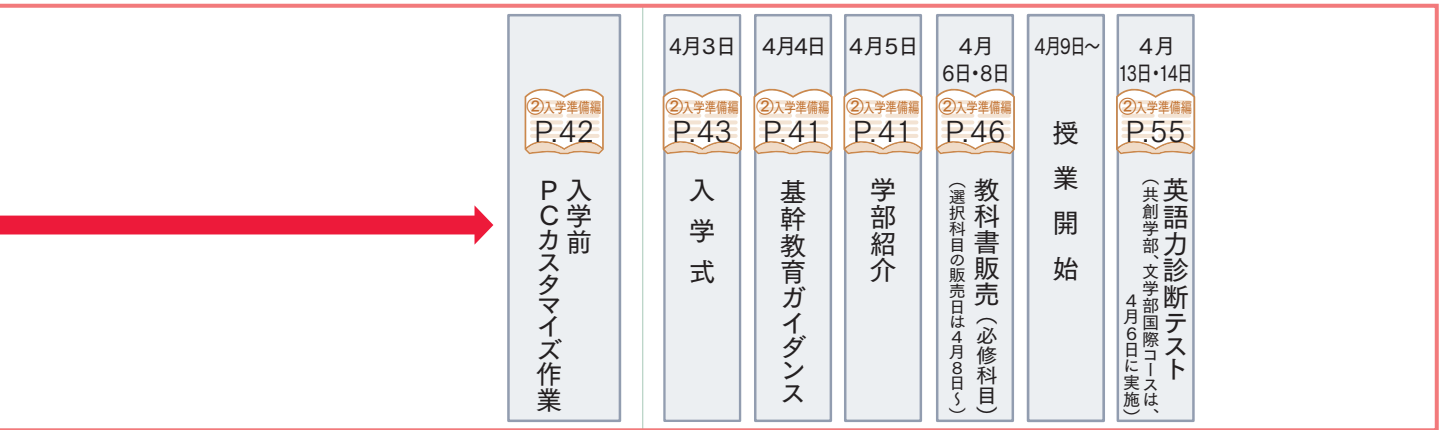 ②入学準備編
P.42
入学前
PCカスタマイズ作業
4月3日
②入学準備編
P.43
入学式
4月4日
②入学準備編
P.41
基幹教育ガイダンス
4月5日
②入学準備編
P.41
学部紹介
4月
6日・8日
②入学準備編
P.46
教科書販売（必修科目）
（選択科目の販売日は4月8日～）
4月9日～
授業開始
4月
13日・14日
②入学準備編
P.55
英語力診断テスト
（共創学部、文学部国際コースは、
4月6日に実施）